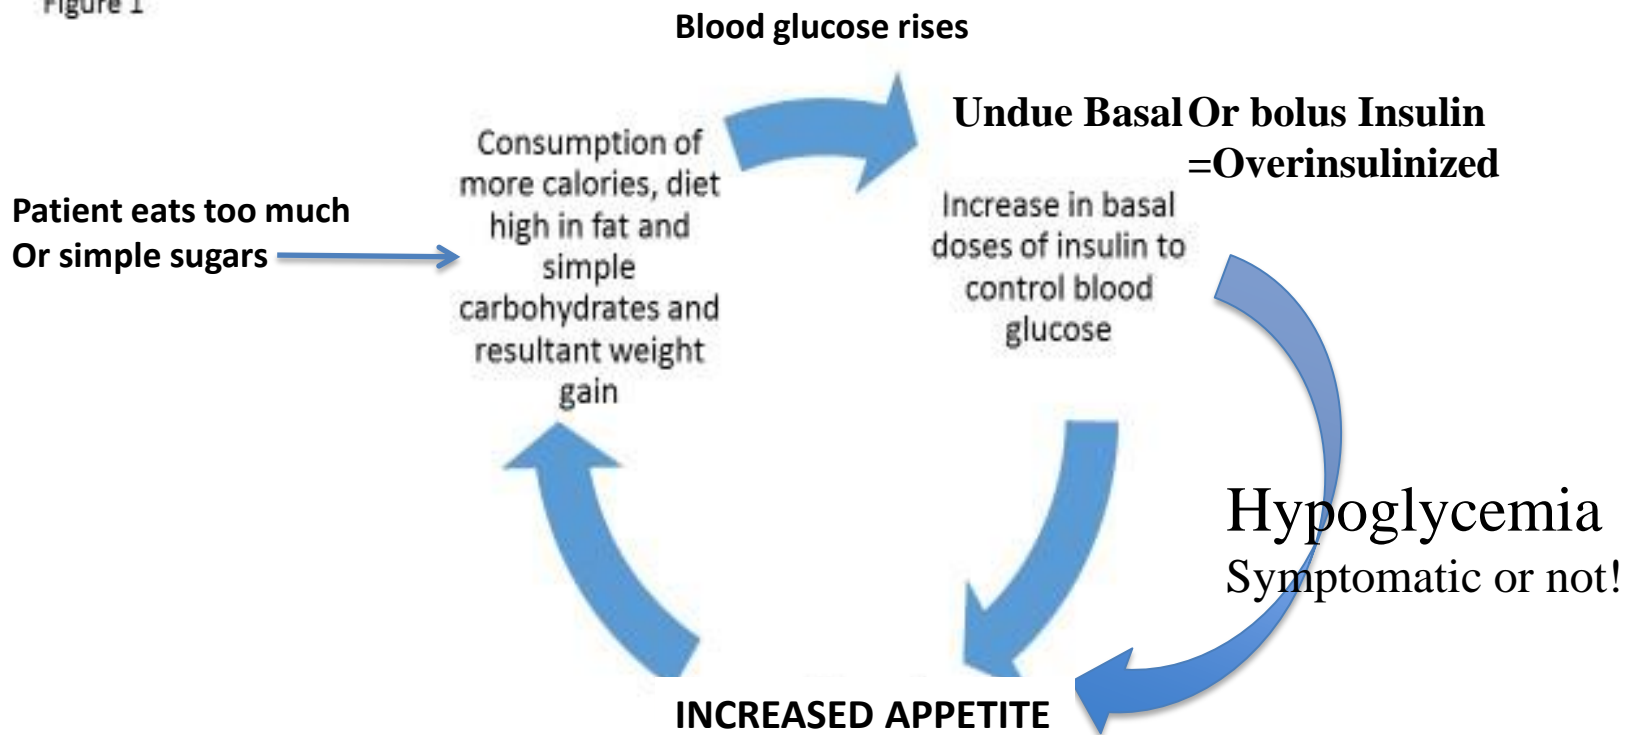 Figure 1
Blood glucose rises
Undue Basal Or bolus Insulin
=Overinsulinized
Consumption of
more calories, diet
high in fat and
simple
carbohydrates and
resultant weight
gain
Patient eats too much
Or simple sugars
Increase in basal
doses of insulin to
control blood
glucose
Hypoglycemia
Symptomatic or not!
INCREASED APPETITE